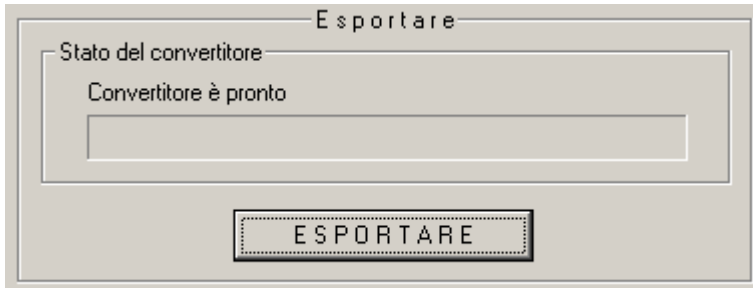 Esportare
Stato del convertitore
Convertitore è pronto
ESPORTARE